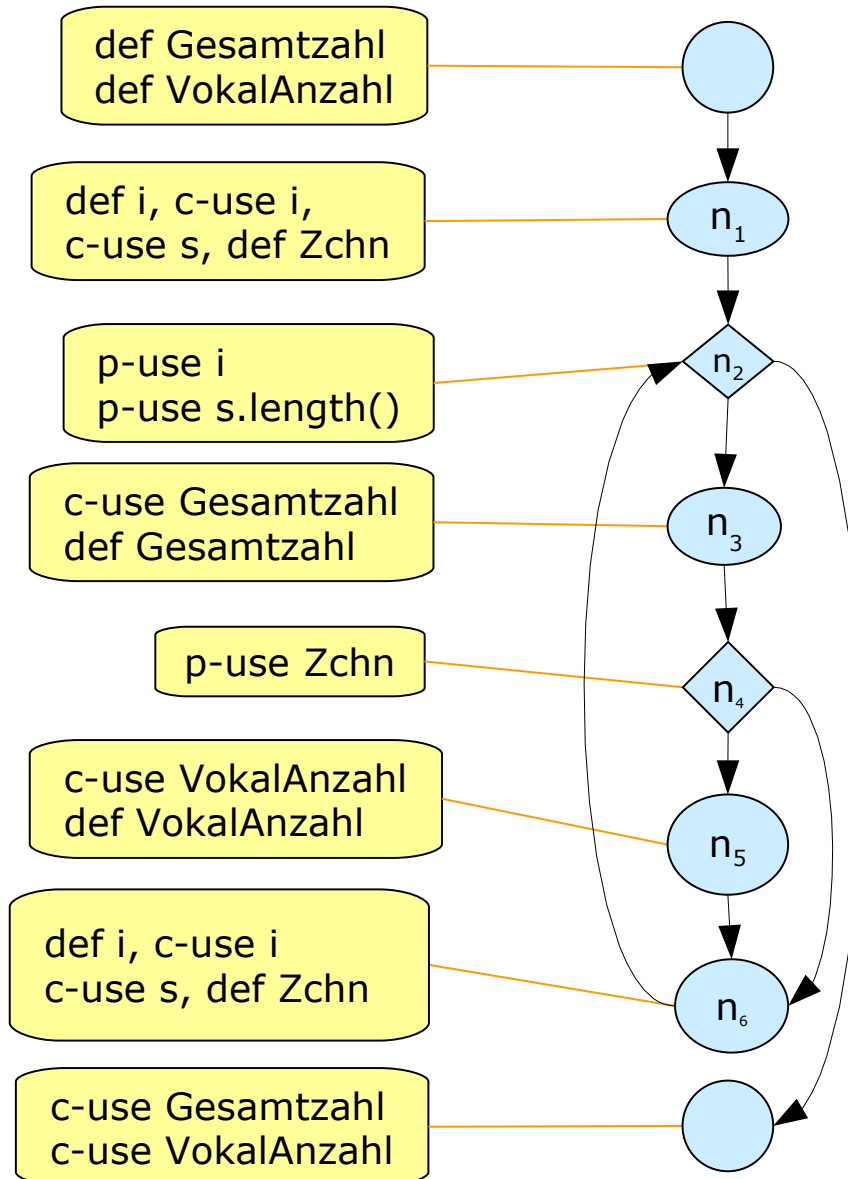 def Gesamtzahl
def VokalAnzahl
def i, c-use i,
c-use s, def Zchn
n₁
p-use i
p-use s.length()
n₂
c-use Gesamtzahl
def Gesamtzahl
n₃
p-use Zchn
n₄
c-use VokalAnzahl
def VokalAnzahl
n₅
def i, c-use i
c-use s, def Zchn
n₆
c-use Gesamtzahl
c-use VokalAnzahl